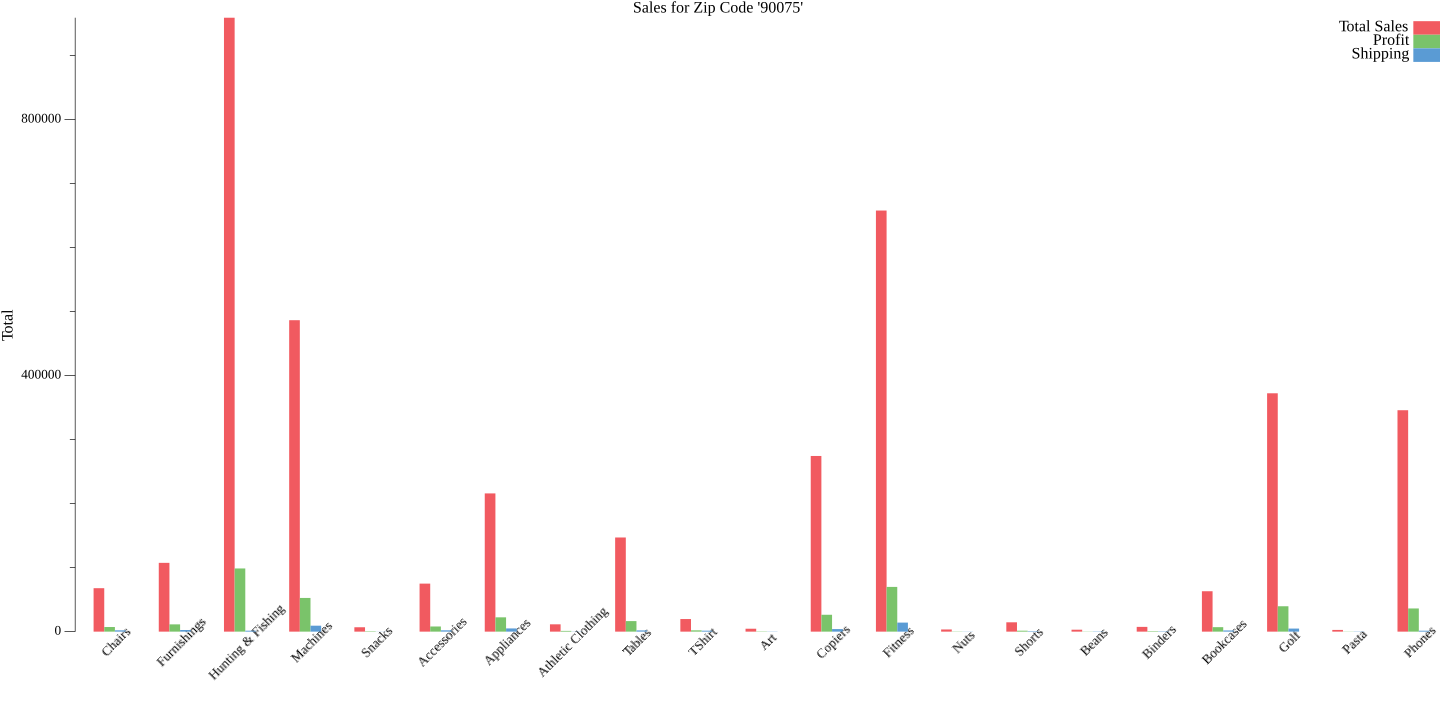 Sales for Zip Code '90075'
Total Sales
Profit
Shipping
800000
400000
0
Total
Chairs
Furnishings
Hunting & Fishing
Machines
Snacks
Accessories
Appliances
Athletic Clothing
Tables
TShirt
Art
Copiers
Fitness
Nuts
Shorts
Beans
Binders
Bookcases
Golf
Pasta
Phones